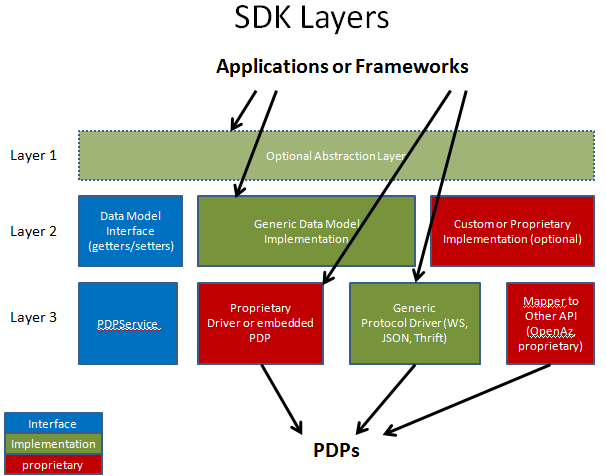 SDK Layers
Applications or Frameworks
Layer 1
Optional Abstraction Layer
Layer 2
Data Model
Interface
(getters/setters)
Generic Data Model
Implementation
Custom or Proprietary
Implementation (optional)
Layer 3
PDPService
Proprietary
Driver or embedded
PDP
Generic
Protocol Driver (WS,
JSON, Thrift)
Mapper to
Other API
(OpenAz
proprietary)
PDPs
Interface
Implementation
proprietary